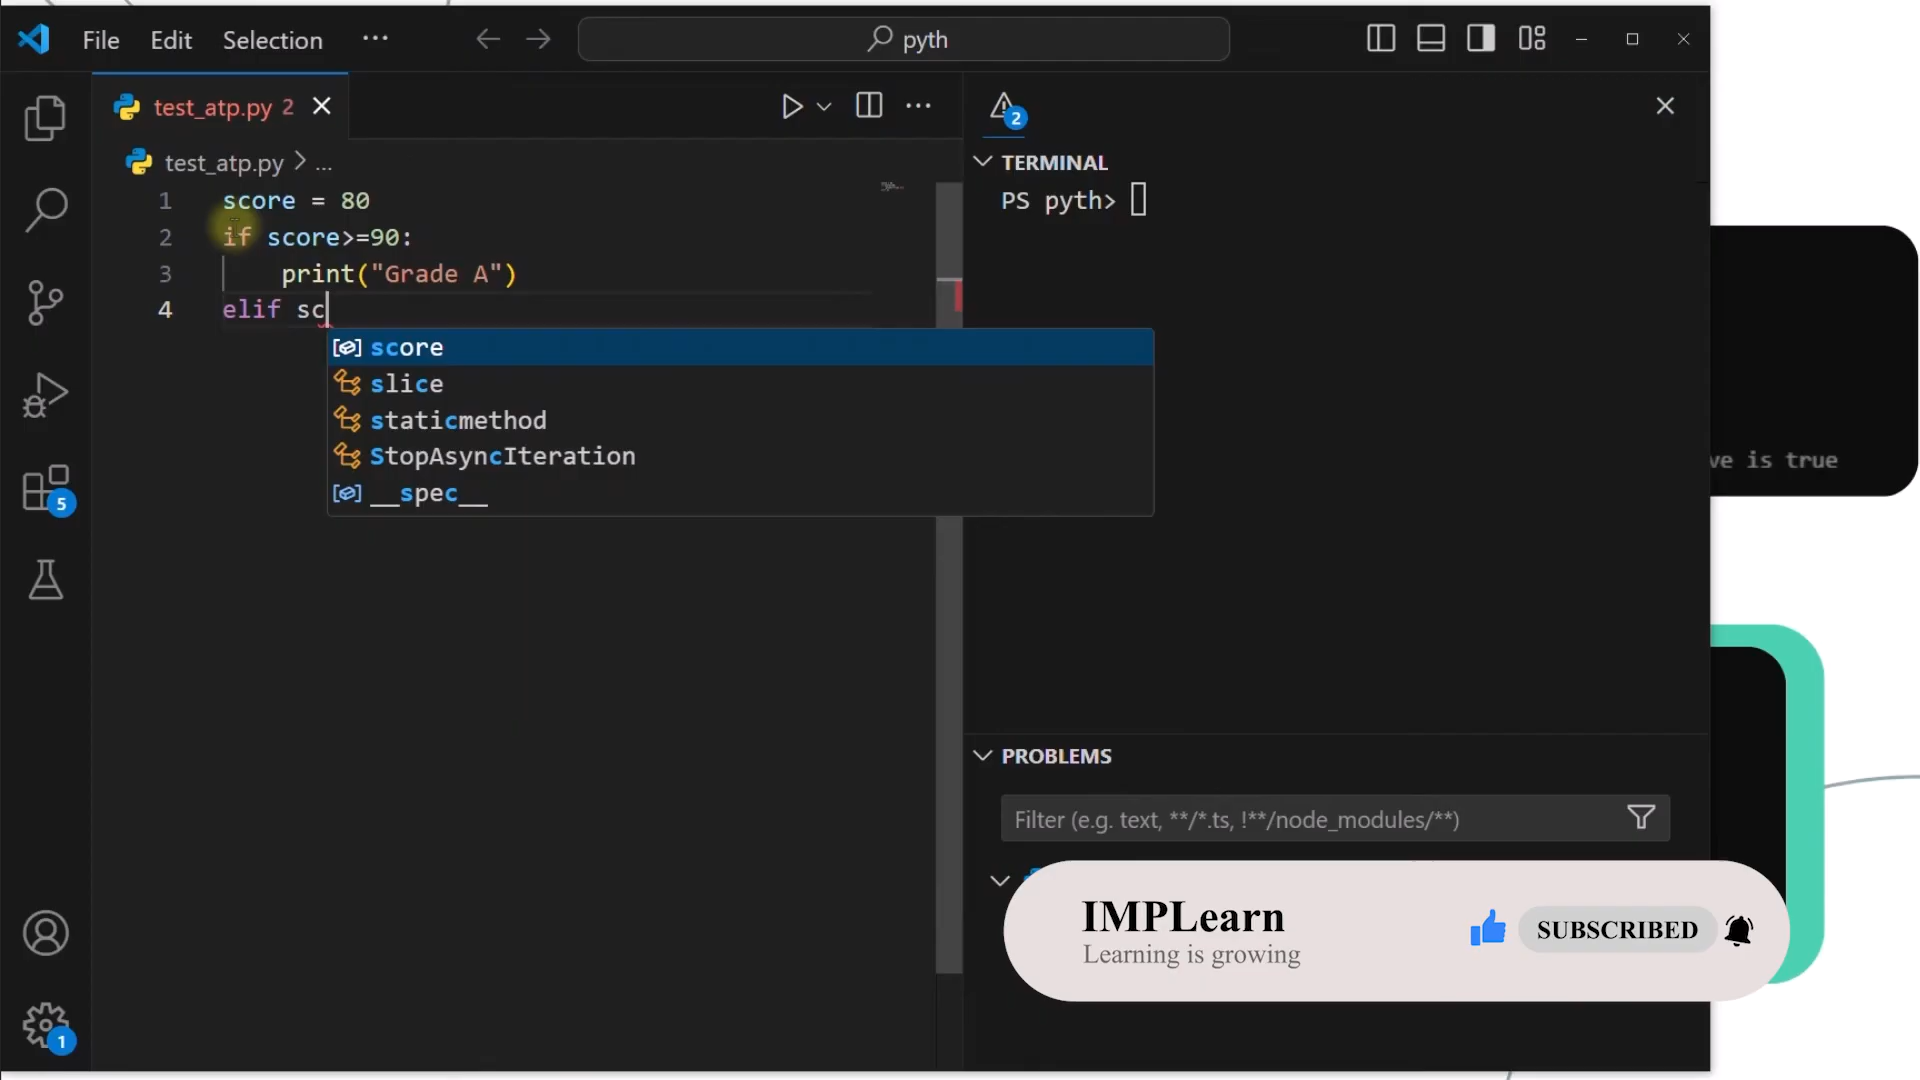 File Edit Selection ...
pyth
test_atp.py 2
test_atp.py > ...
1 score = 80
2 if score>=90:
3 print("Grade A")
4 elif sc
score
slice
staticmethod
StopAsyncIteration
__spec__
2
TERMINAL
PS pyth>
ve is true
5
PROBLEMS
Filter (e.g. text, **/*.ts, !**/node_modules/**)
IMPLearn
Learning is growing
SUBSCRIBED
1